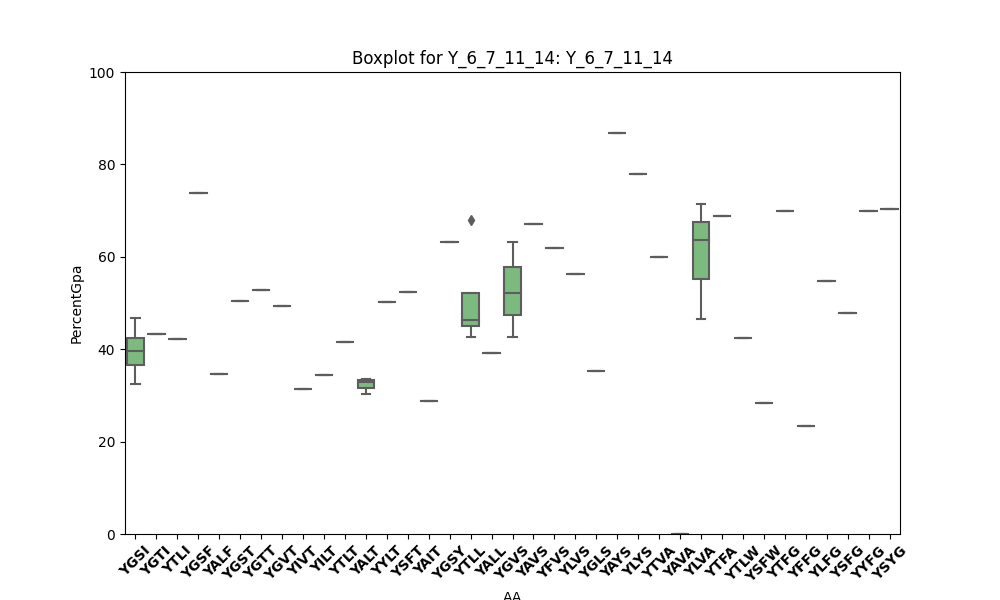 Boxplot for Y_6_7_11_14: Y_6_7_11_14
100
80
60
40
20
0
PercentGpa
YGSI YGTI YTLI YGSF YALF YGST YGTT YGVT YIVT YILT YTLT YALT YYLT YSFT YAIT YGSY YTLL YALL YGVS YAVS YFVS YLVS YGLS YAYS YLYS YTVA YAVA YLVA YTFA YTLW YSFW YTFG YFFG YLFG YSFG YYFG YSYG
AA